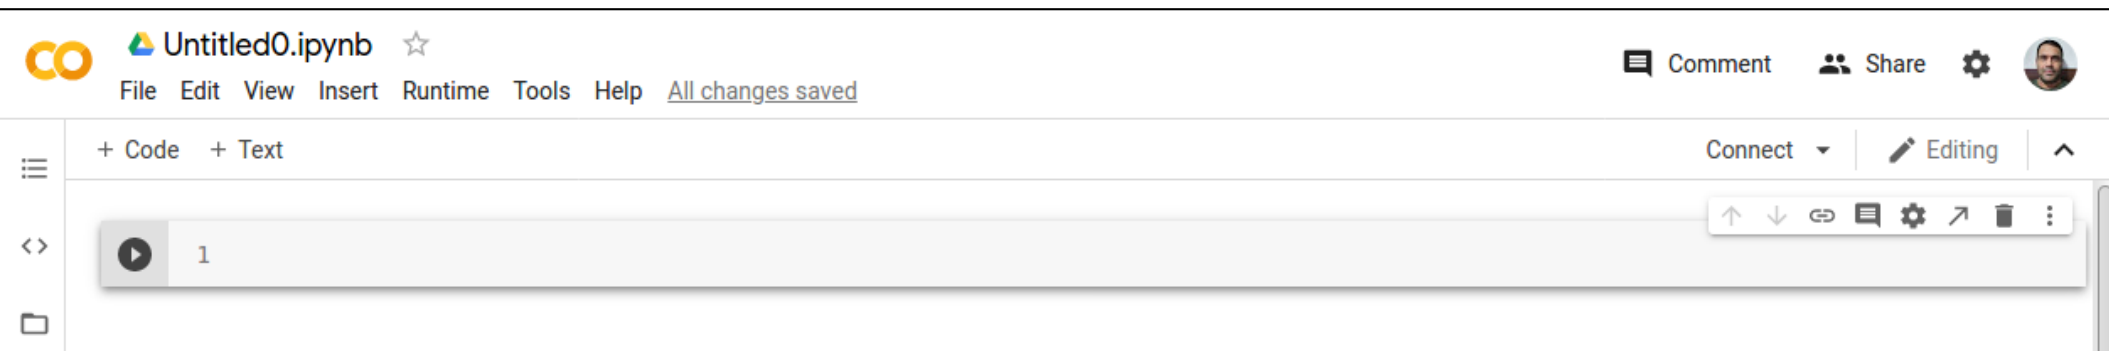 Untitled0.ipynb
File Edit View Insert Runtime Tools Help All changes saved
Comment Share
+ Code + Text
Connect Editing
1